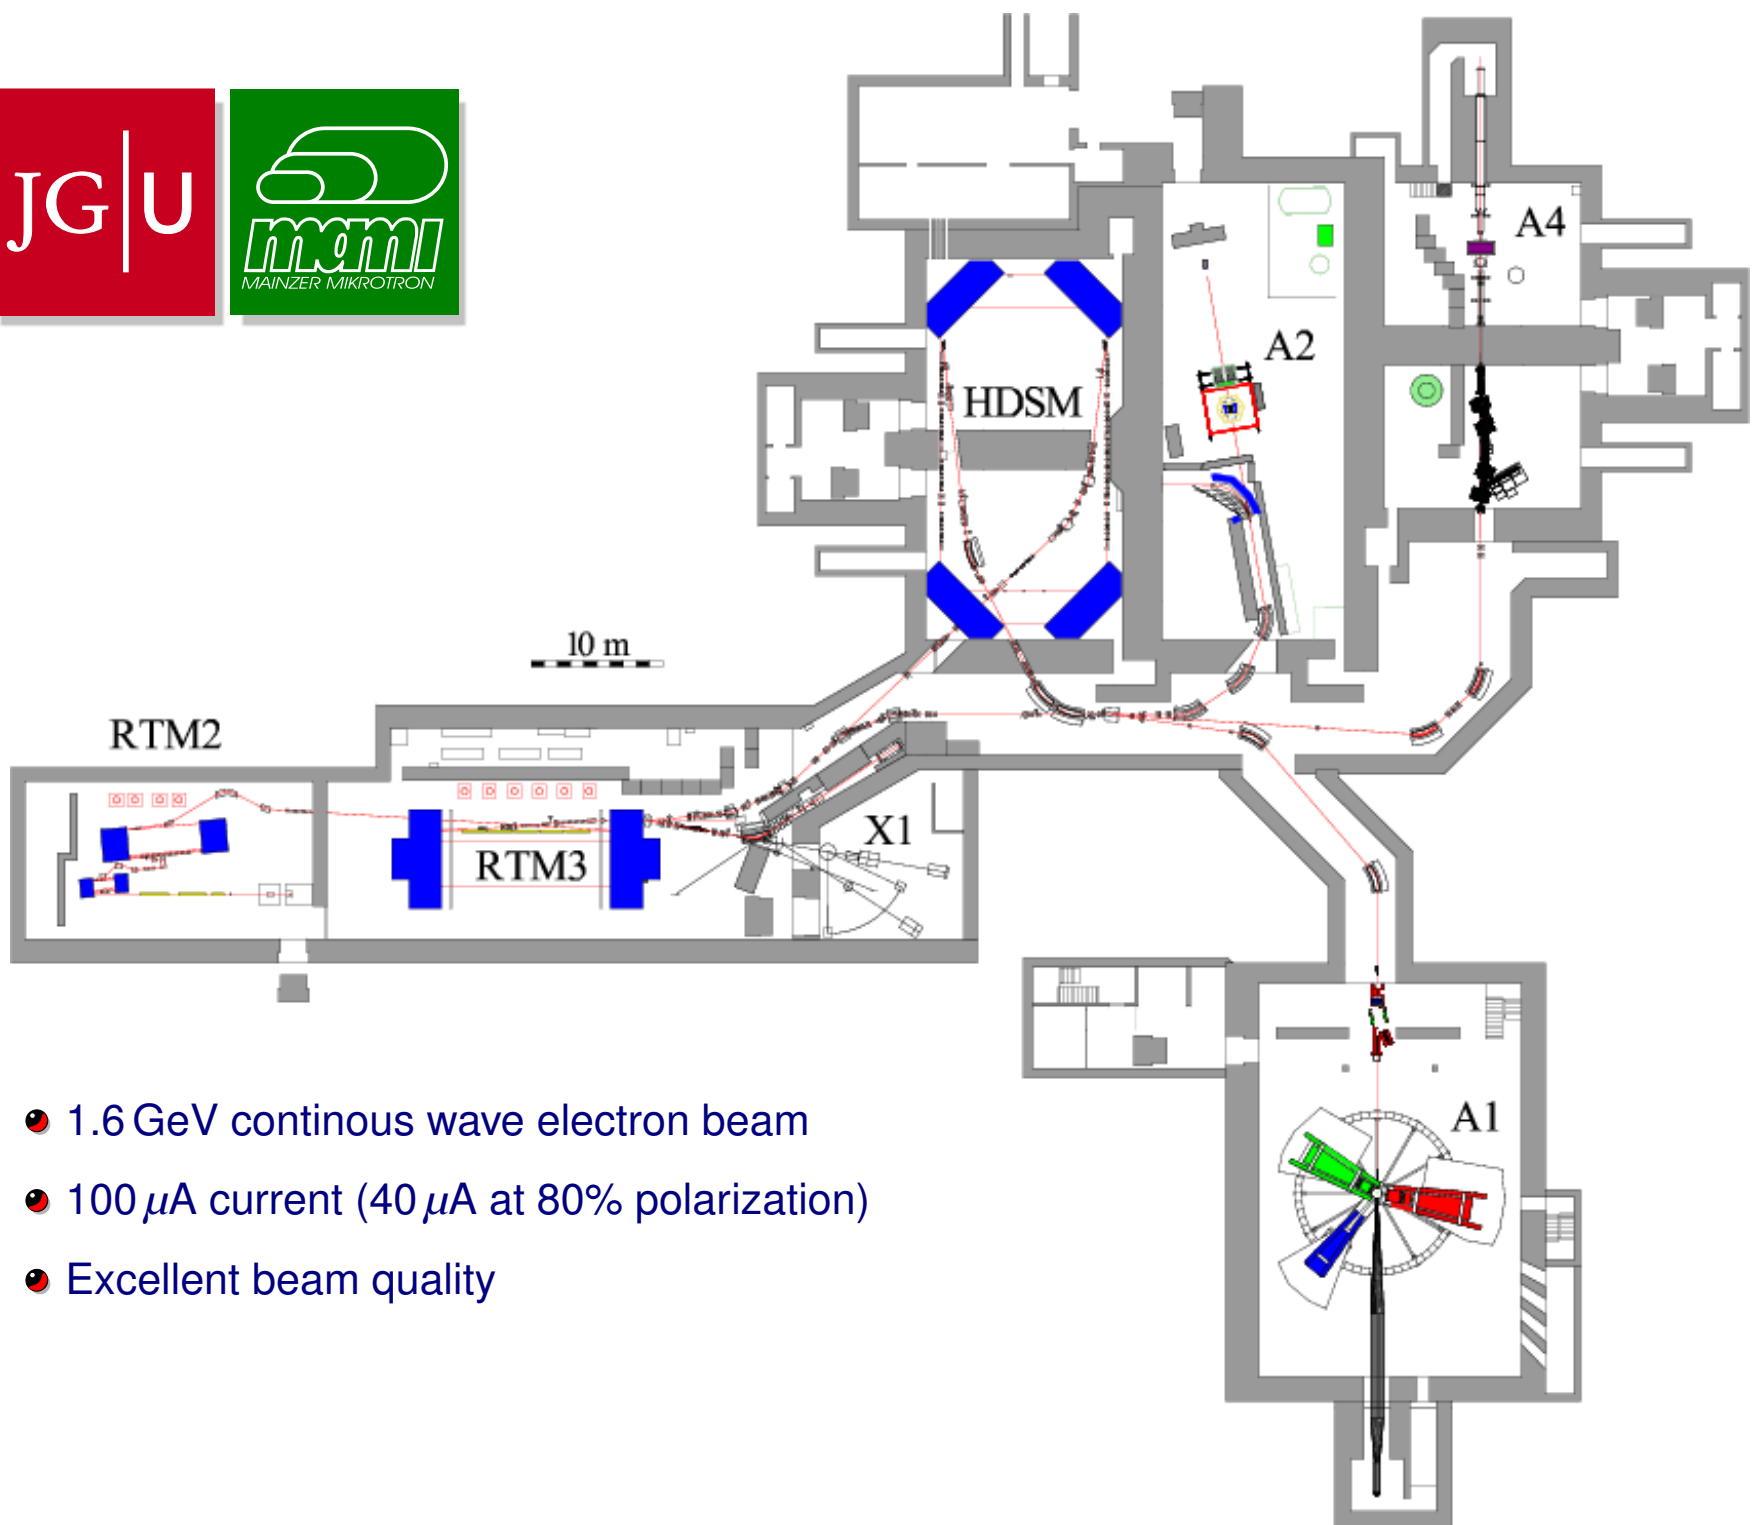 JG|U
mami
MAINZER MIKROTRON
A4
A2
HDSM
10 m
RTM2
X1
RTM3
1.6 GeV continous wave electron beam
100 μA current (40 μA at 80% polarization)
Excellent beam quality
A1